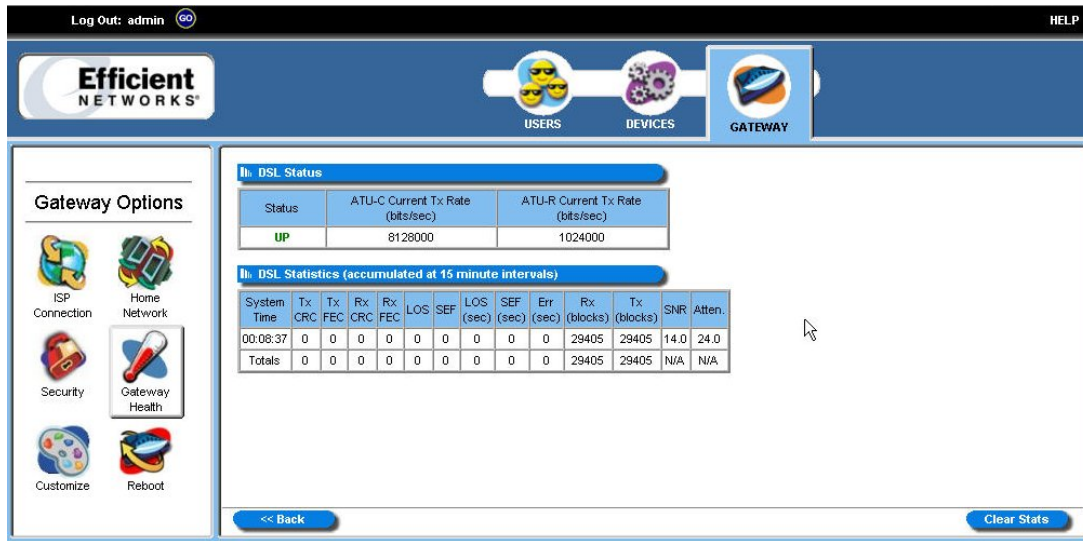 Log Out: admin GO
HELP
Efficient
NETWORKS®
USERS
DEVICES
GATEWAY
Gateway Options
ISP
Connection
Home
Network
Security
Gateway
Health
Customize
Reboot
DSL Status
Status ATU-C Current Tx Rate (bits/sec) ATU-R Current Tx Rate (bits/sec)
UP 8128000 1024000
DSL Statistics (accumulated at 15 minute intervals)
System Time Tx CRC Tx FEC Rx CRC Rx FEC LOS SEF LOS (sec) SEF (sec) Err (sec) Rx (blocks) Tx (blocks) SNR Atten.
00:08:37 0 0 0 0 0 0 0 0 0 29405 29405 14.0 24.0
Totals 0 0 0 0 0 0 0 0 0 29405 29405 N/A N/A
<< Back
Clear Stats